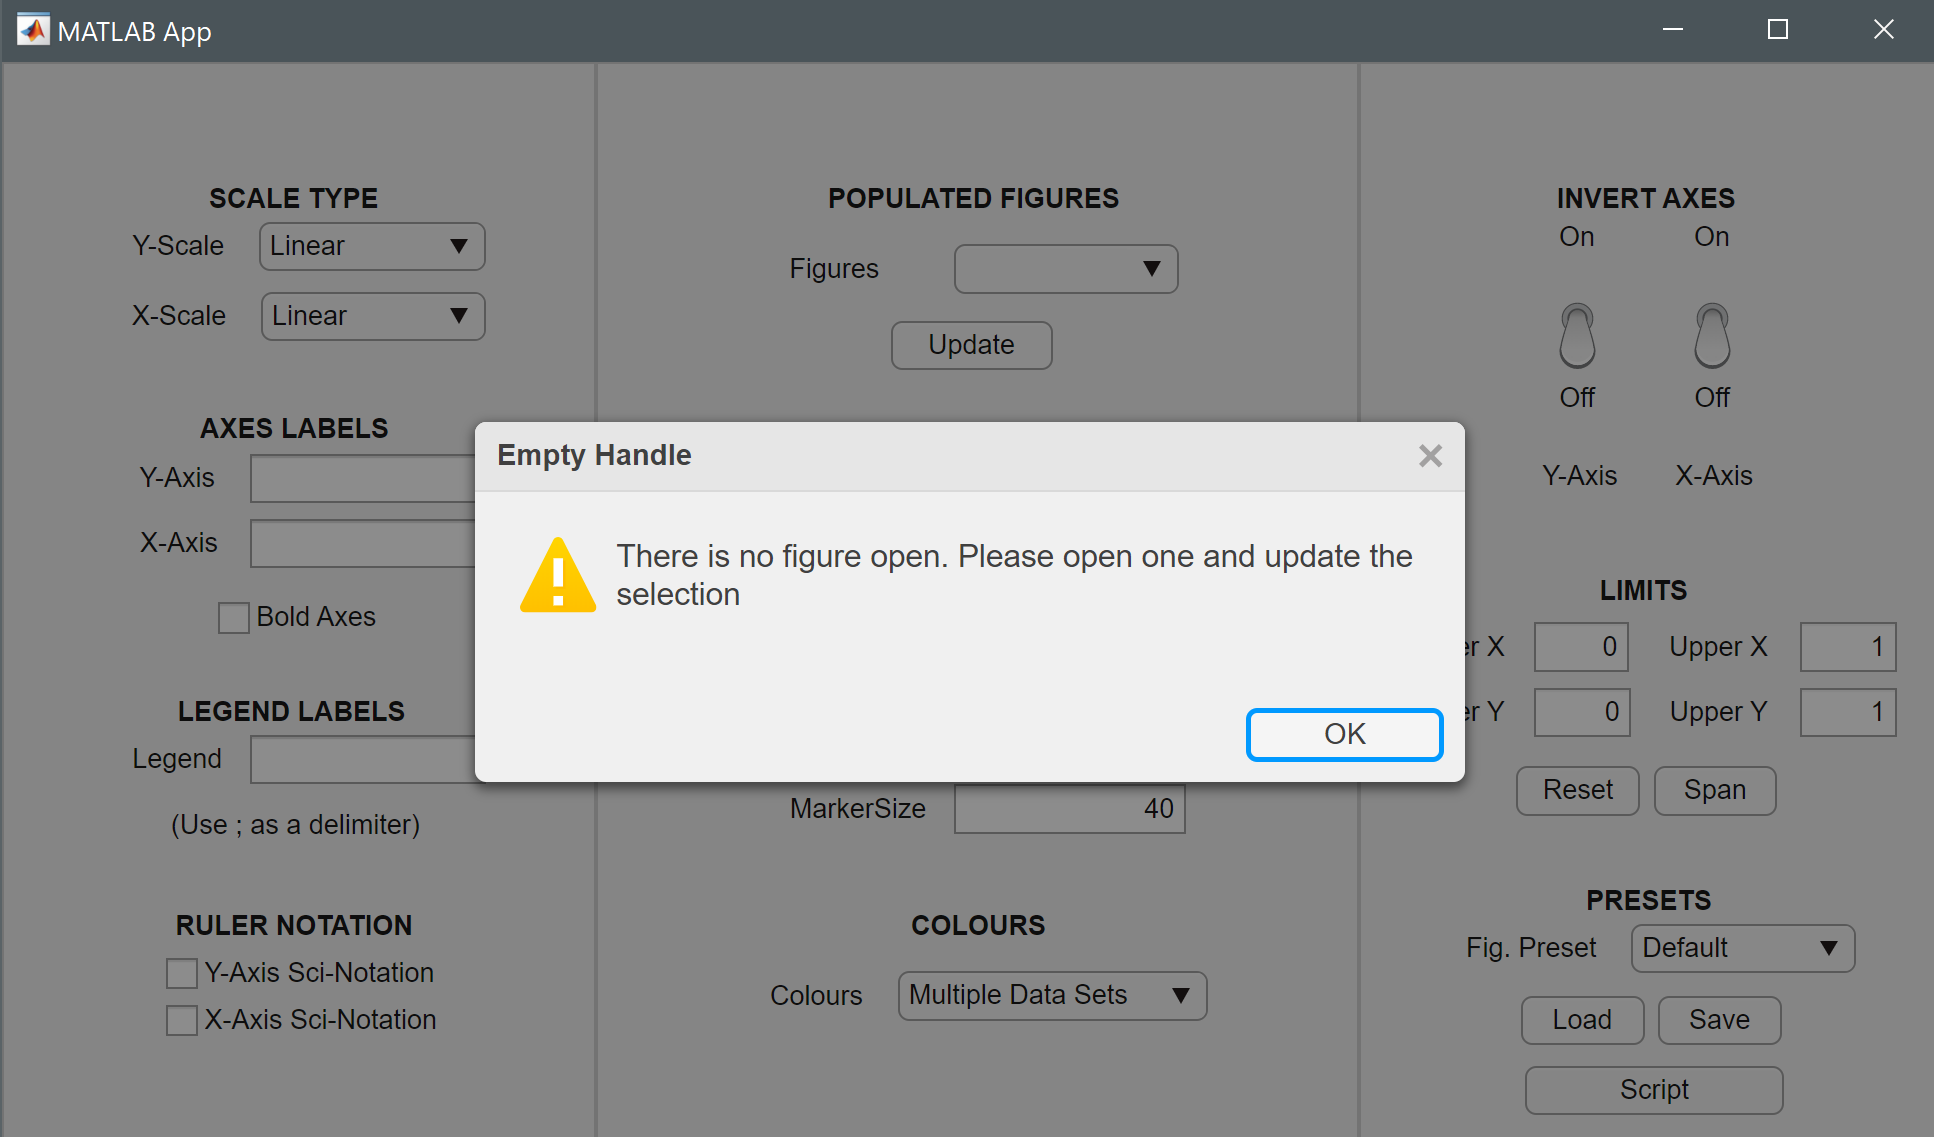 MATLAB App
SCALE TYPE
Y-Scale Linear
X-Scale Linear
AXES LABELS
Y-Axis
X-Axis
Bold Axes
LEGEND LABELS
Legend
(Use ; as a delimiter)
RULER NOTATION
Y-Axis Sci-Notation
X-Axis Sci-Notation
POPULATED FIGURES
Figures
Update
Empty Handle
There is no figure open. Please open one and update the
selection
OK
MarkerSize 40
COLOURS
Colours Multiple Data Sets
INVERT AXES
On On
Off Off
Y-Axis X-Axis
LIMITS
X 0 Upper X 1
Y 0 Upper Y 1
Reset Span
PRESETS
Fig. Preset Default
Load Save
Script